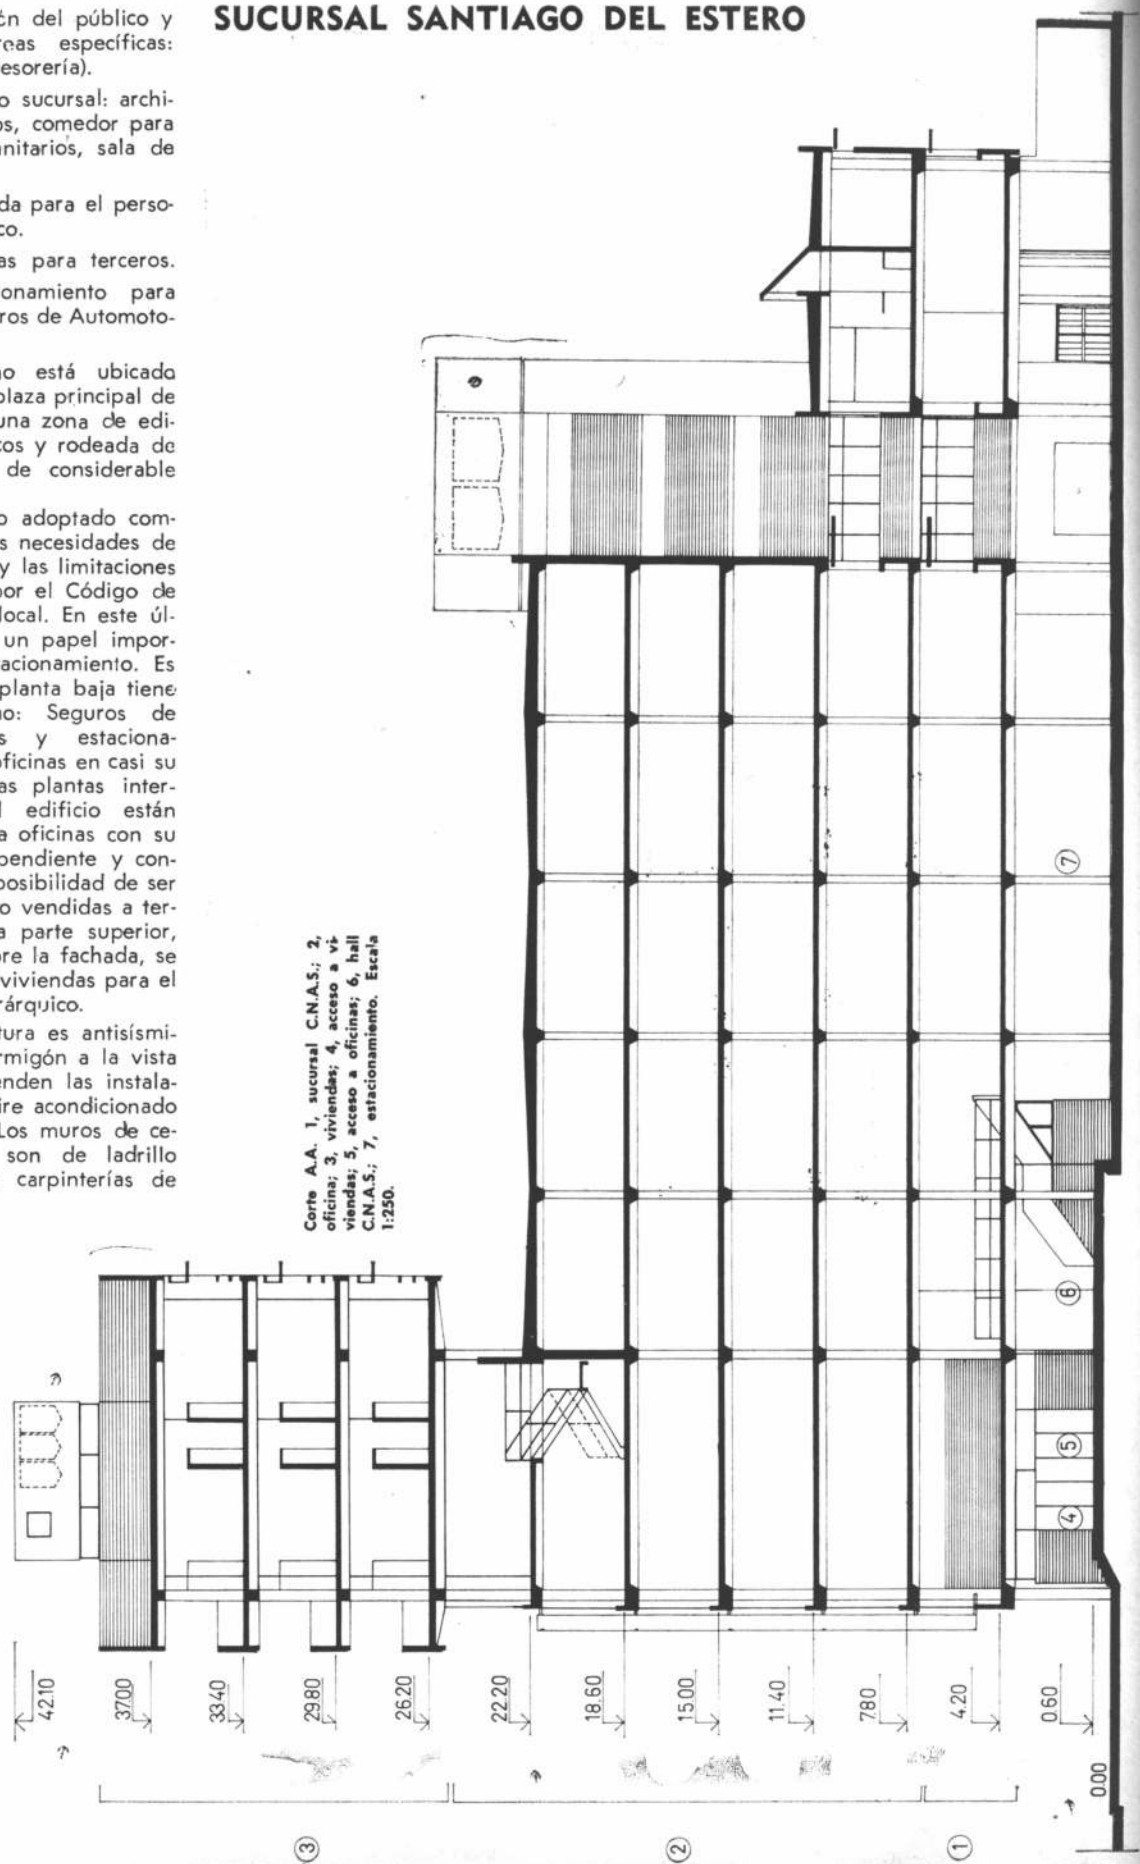 SUCURSAL SANTIAGO DEL ESTERO
ón del público y
reas específicas:
esorería).
o sucursal: archi-
os, comedor para
anitarios, sala de
da para el perso-
co.
as para terceros.
onamiento para
ros de Automoto-
no está ubicado
plaza principal de
una zona de edi-
cos y rodeada de
de considerable
o adoptado com-
s necesidades de
y las limitaciones
por el Código de
local. En este úl-
un papel impor-
acionamiento. Es
planta baja tiene
no: Seguros de
s y estaciona-
oficinas en casi su
as plantas inter-
l edificio están
a oficinas con su
pendiente y con-
posibilidad de ser
o vendidas a ter-
a parte superior,
bre la fachada, se
viviendas para el
rárquico.
tura es antisísmi-
rmigón a la vista
enden las instala-
ire acondicionado
Los muros de ce-
son de ladrillo
carpinterías de
Corte A.A. 1, sucursal C.N.A.S.; 2,
oficina; 3, viviendas; 4, acceso a vi-
viendas; 5, acceso a oficinas; 6, hall
C.N.A.S.; 7, estacionamiento. Escala
1:250.
7
6
5
4
42.10
37.00
33.40
29.80
26.20
22.20
18.60
15.00
11.40
7.80
4.20
0.60
0.00
3
2
1